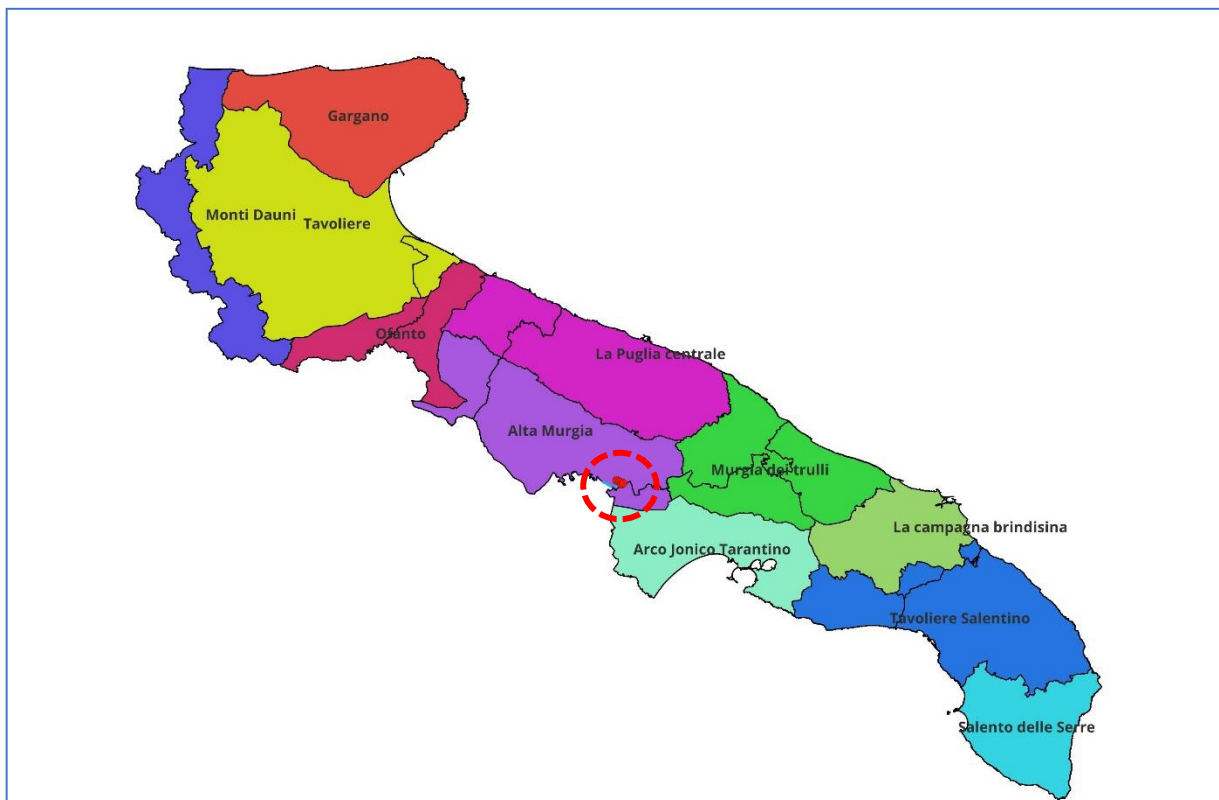 Gargano
Monti Dauni
Tavoliere
Ofanto
La Puglia centrale
Alta Murgia
Murgia dei trulli
La campagna brindisina
Arco Jonico Tarantino
Tavoliere Salentino
Salento delle Serre